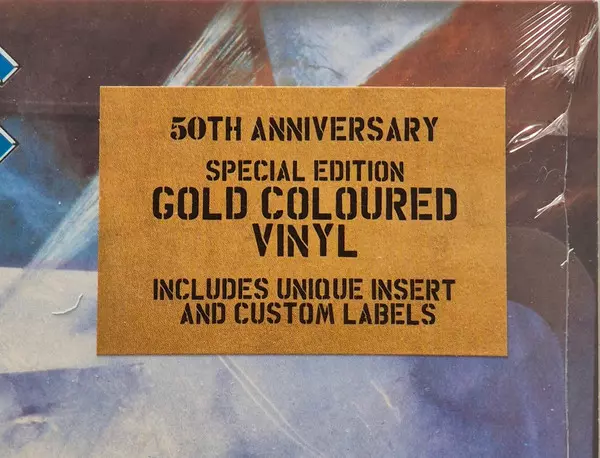 50TH ANNIVERSARY
SPECIAL EDITION
GOLD COLOURED
VINYL
INCLUDES UNIQUE INSERT
AND CUSTOM LABELS